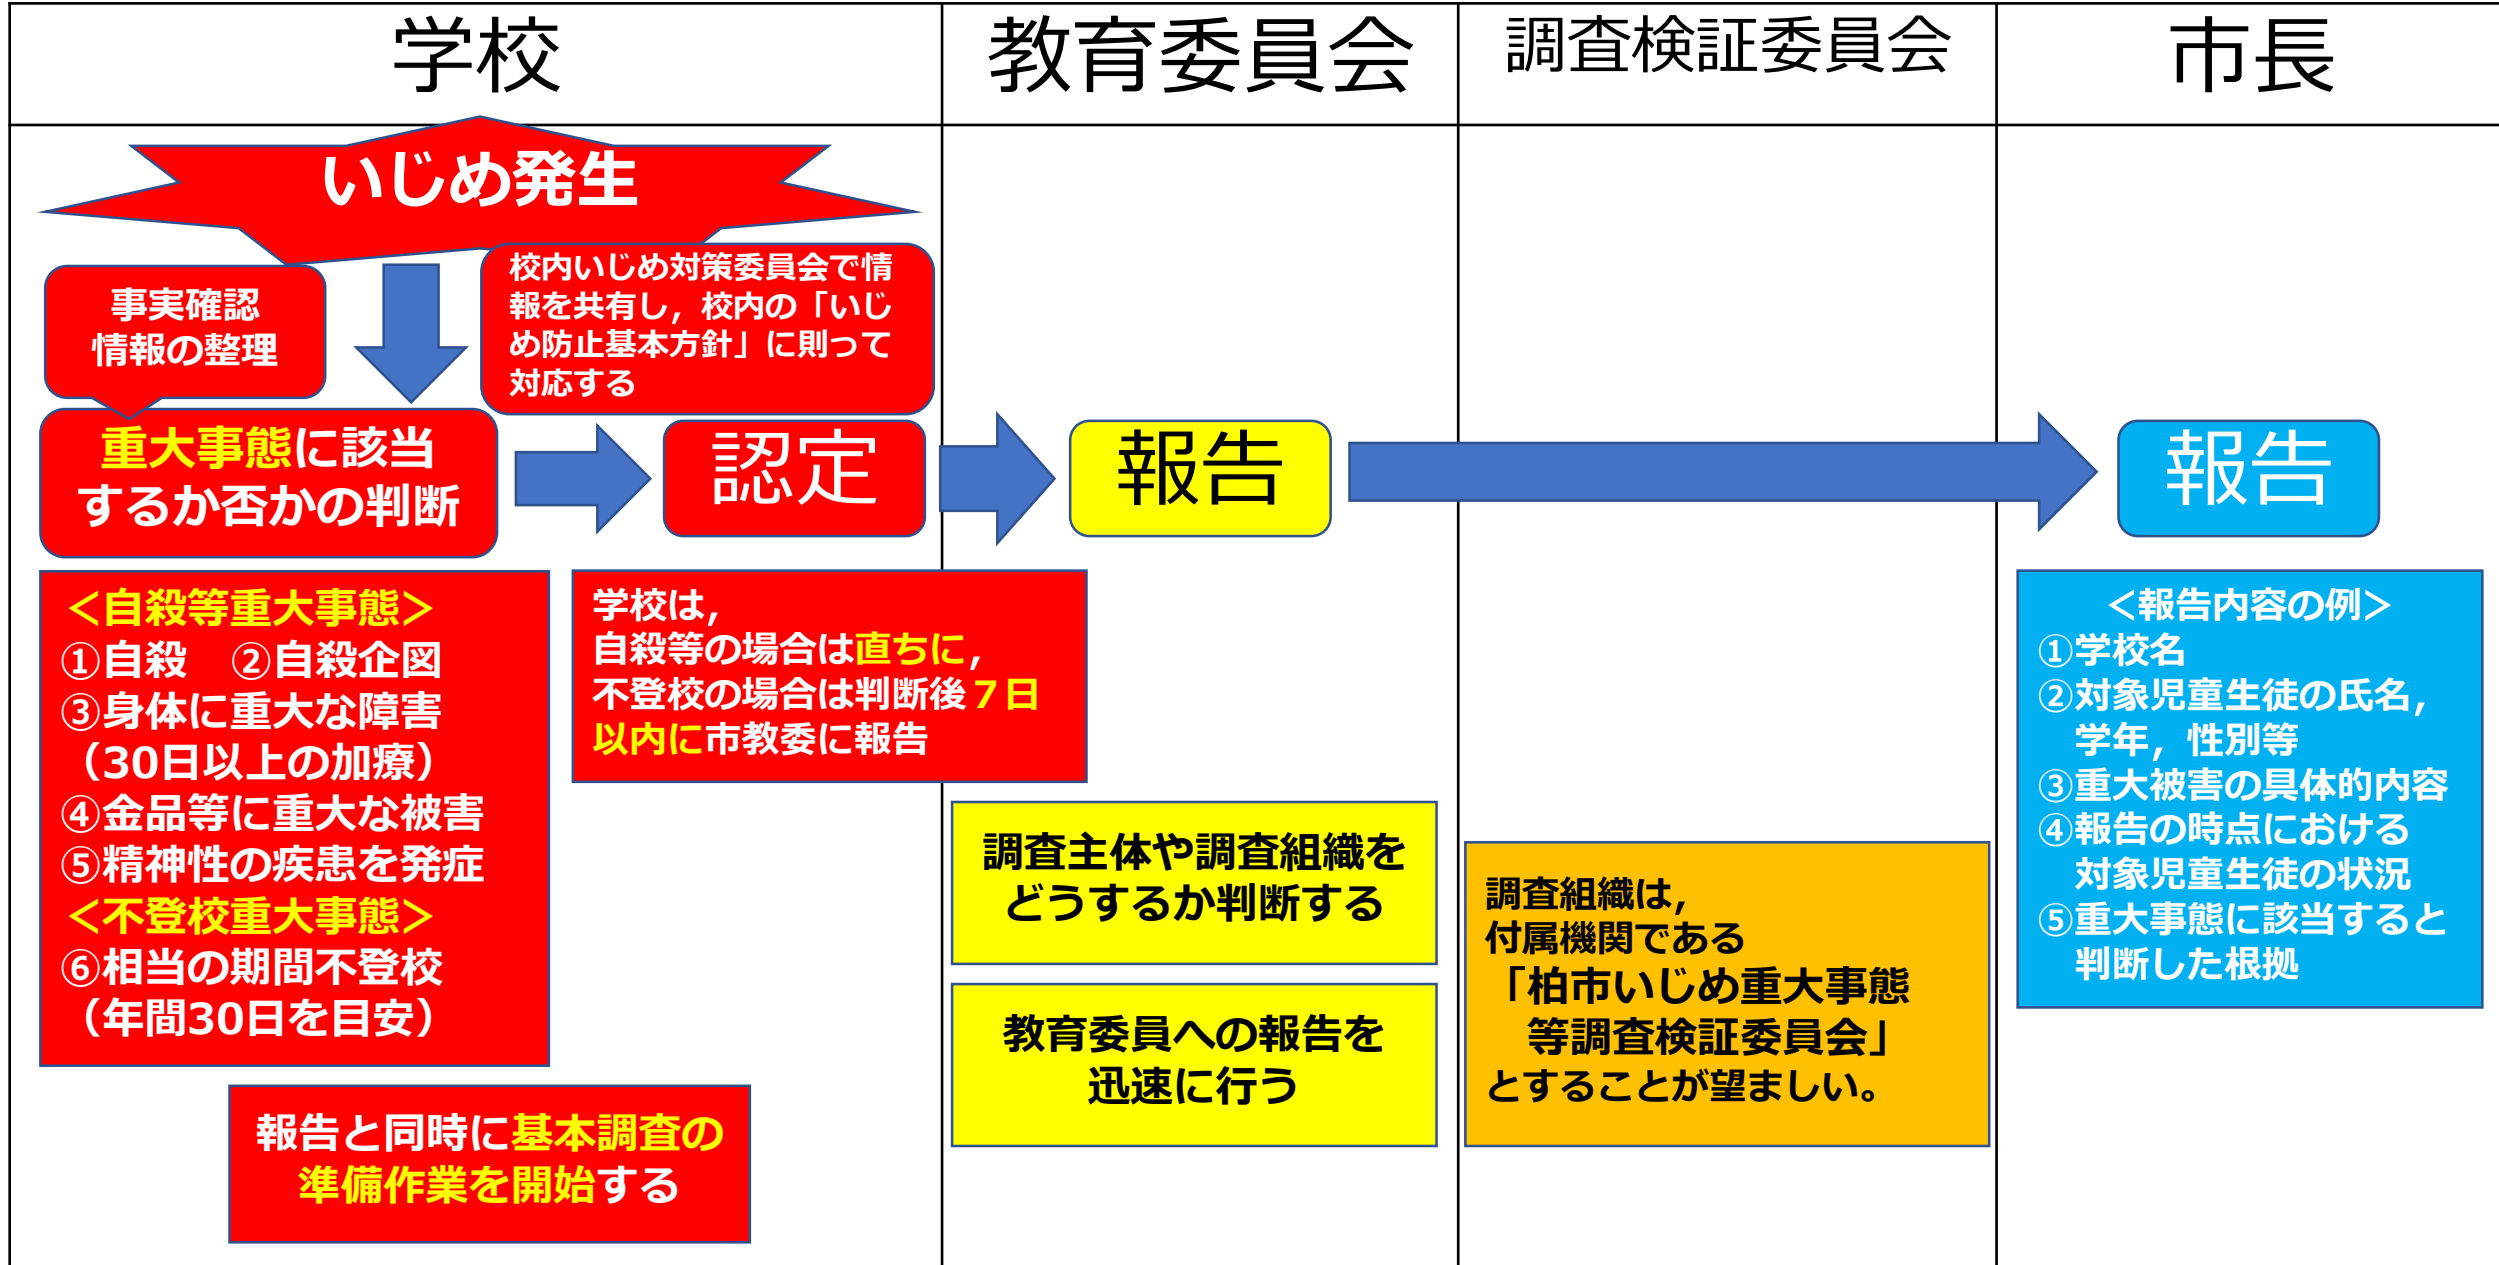 学校
教育委員会
調査検証委員会
市長
いじめ発生
事実確認
情報の整理
校内いじめ対策委員会で情
報を共有し，校内の「いじ
め防止基本方針」に則って
対応する
重大事態に該当
するか否かの判断
認定
報告
報告
＜自殺等重大事態＞
①自殺　②自殺企図
③身体に重大な障害
（30日以上の加療）
④金品等に重大な被害
⑤精神性の疾患を発症
＜不登校重大事態＞
⑥相当の期間不登校
（年間30日を目安）
学校は，
自殺等の場合は直ちに，
不登校の場合は判断後７日
以内に市教委に報告
報告と同時に基本調査の
準備作業を開始する
調査主体や調査組織を
どうするか判断する
教育委員への報告を
迅速に行う
調査組織は，
付属機関である
「柏市いじめ重大事態
等調査検証委員会」
とすることが望ましい。
＜報告内容の例＞
①学校名
②対象児童生徒の氏名，
学年，性別等
③重大被害の具体的内容
④報告の時点における
対象児童生徒の状況
⑤重大事態に該当すると
判断した根拠